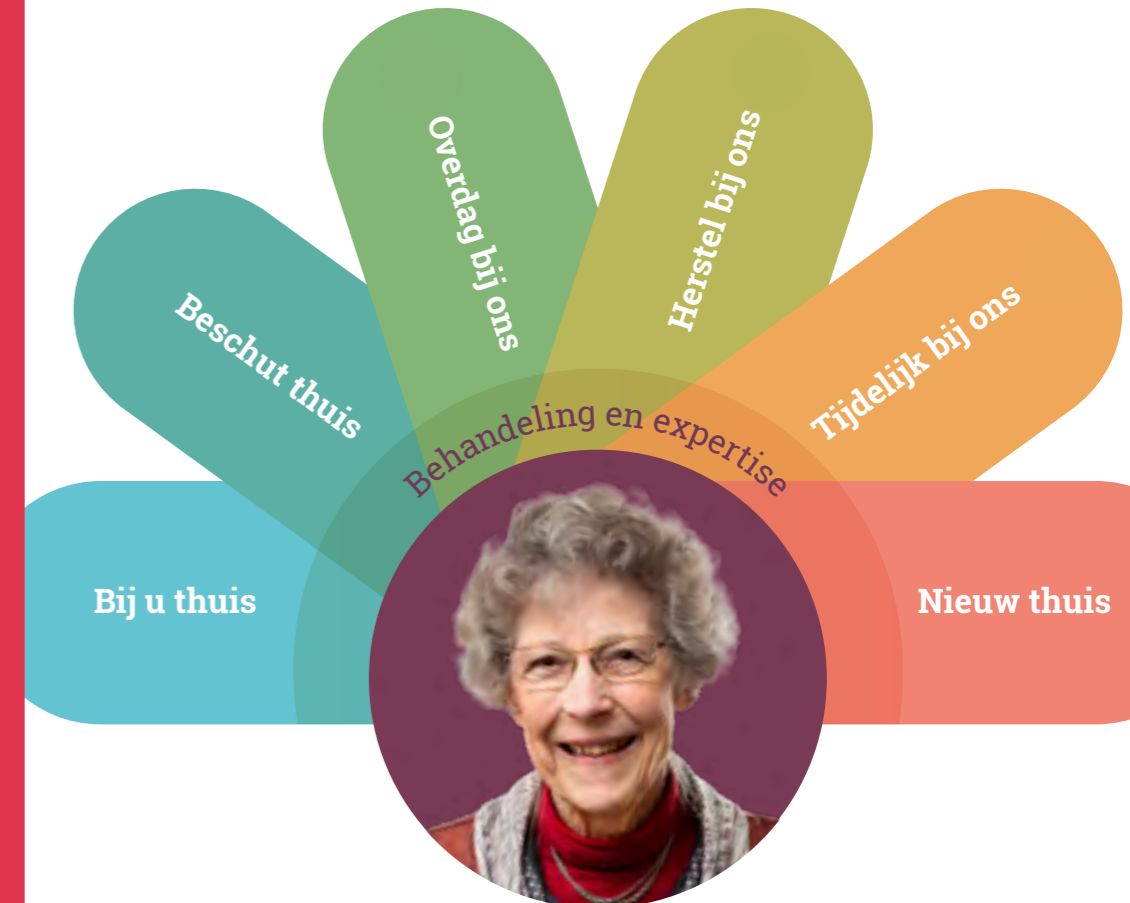 Bij u thuis
Beschut thuis
Overdag bij ons
Herstel bij ons
Tijdelijk bij ons
Nieuw thuis
Behandeling en expertise